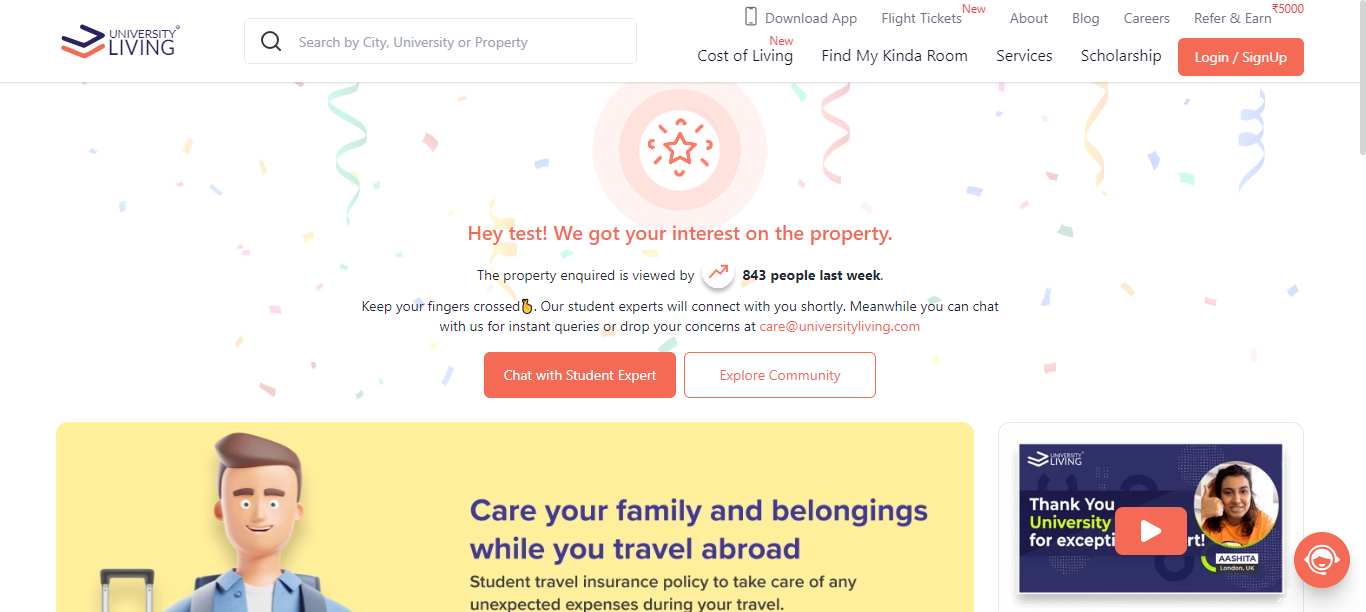 UNIVERSITY
LIVING
Search by City, University or Property
Download App
Flight Tickets
New
About
Blog
Careers
Refer & Earn
₹5000
Cost of Living
New
Find My Kinda Room
Services
Scholarship
Login / SignUp
Hey test! We got your interest on the property.
The property enquired is viewed by 843 people last week.
Keep your fingers crossed🤞. Our student experts will connect with you shortly. Meanwhile you can chat
with us for instant queries or drop your concerns at care@universityliving.com
Chat with Student Expert
Explore Community
Care your family and belongings
while you travel abroad
Student travel insurance policy to take care of any
unexpected expenses during your travel.
UNIVERSITY
LIVING
Thank You
University
for excepti rt!
AASHITA
London, UK